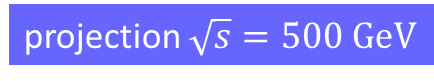 projection √s = 500 GeV